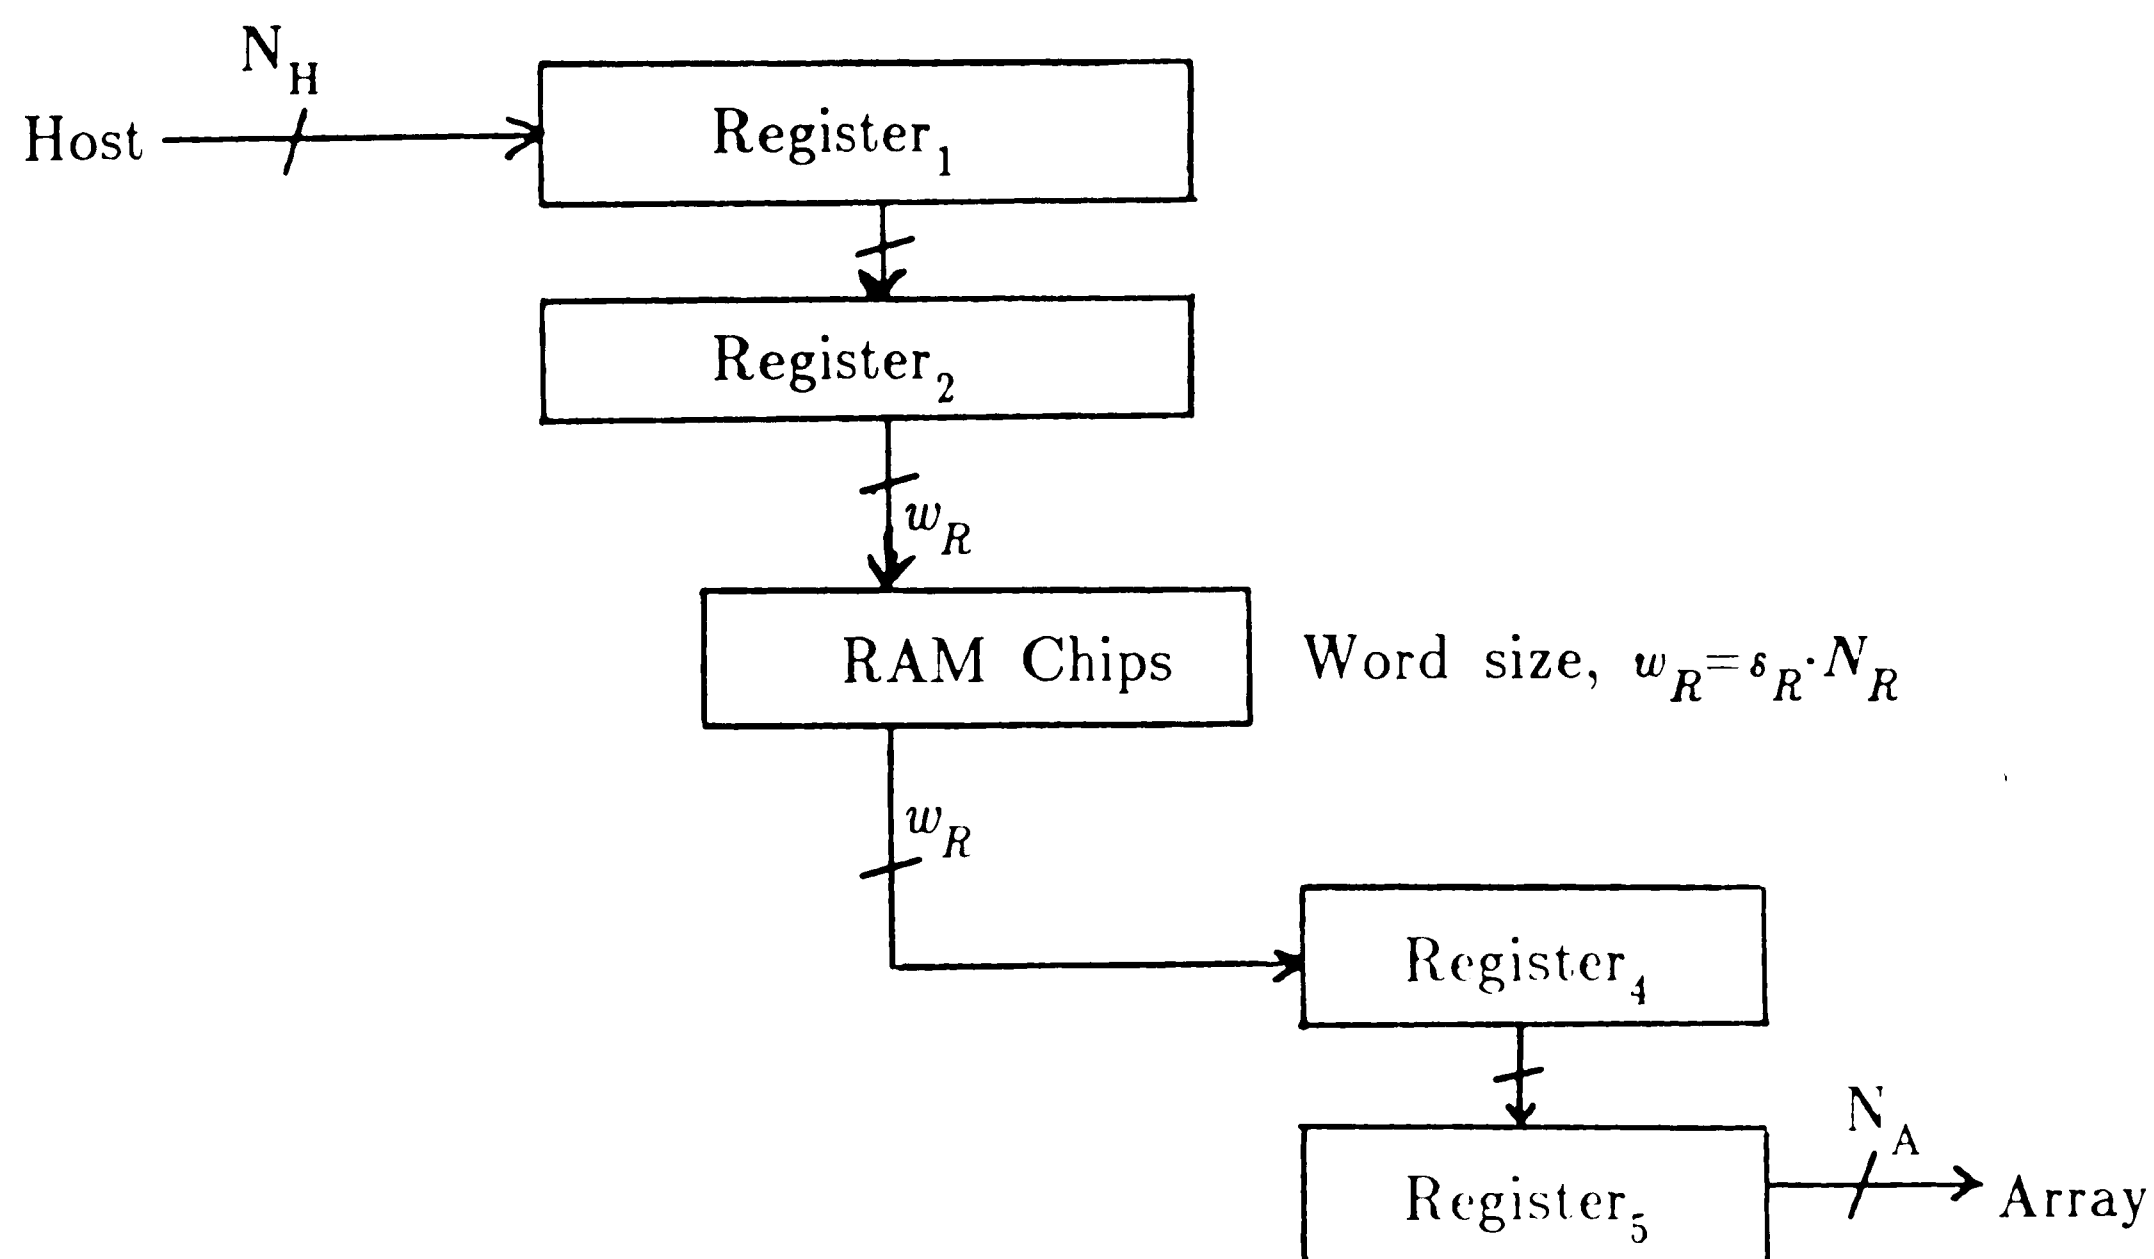 N_H
Host
Register_1
Register_2
w_R
RAM Chips
Word size, w_R=s_R·N_R
w_R
Register_4
N_A
Register_5
Array